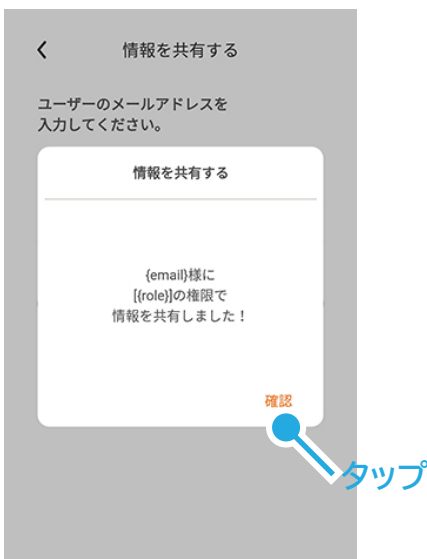 情報を共有する
ユーザーのメールアドレスを
入力してください。
情報を共有する
{email}様に
[{role}]の権限で
情報を共有しました！
確認
タップ